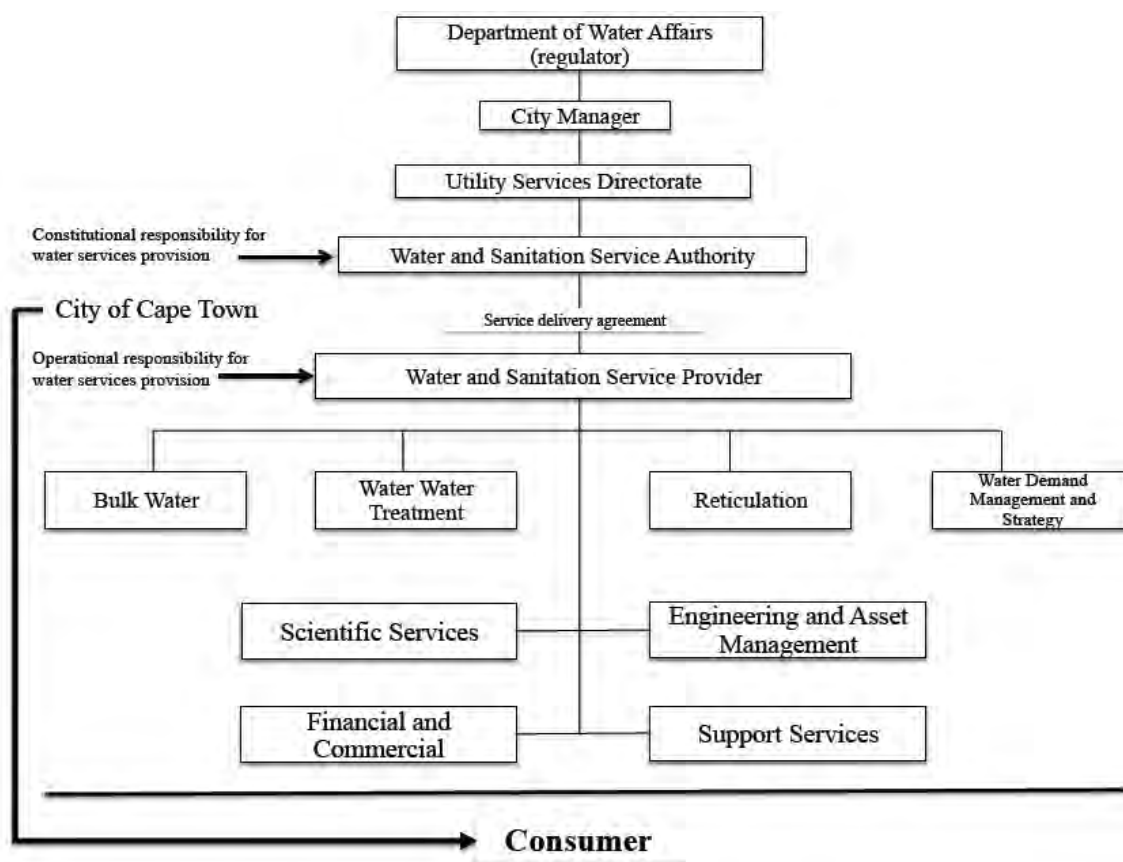 Department of Water Affairs
(regulator)
City Manager
Utility Services Directorate
Constitutional responsibility for
water services provision
Water and Sanitation Service Authority
City of Cape Town
Service delivery agreement
Operational responsibility for
water services provision
Water and Sanitation Service Provider
Bulk Water
Water Water
Treatment
Reticulation
Water Demand
Management and
Strategy
Scientific Services
Engineering and Asset
Management
Financial and
Commercial
Support Services
Consumer